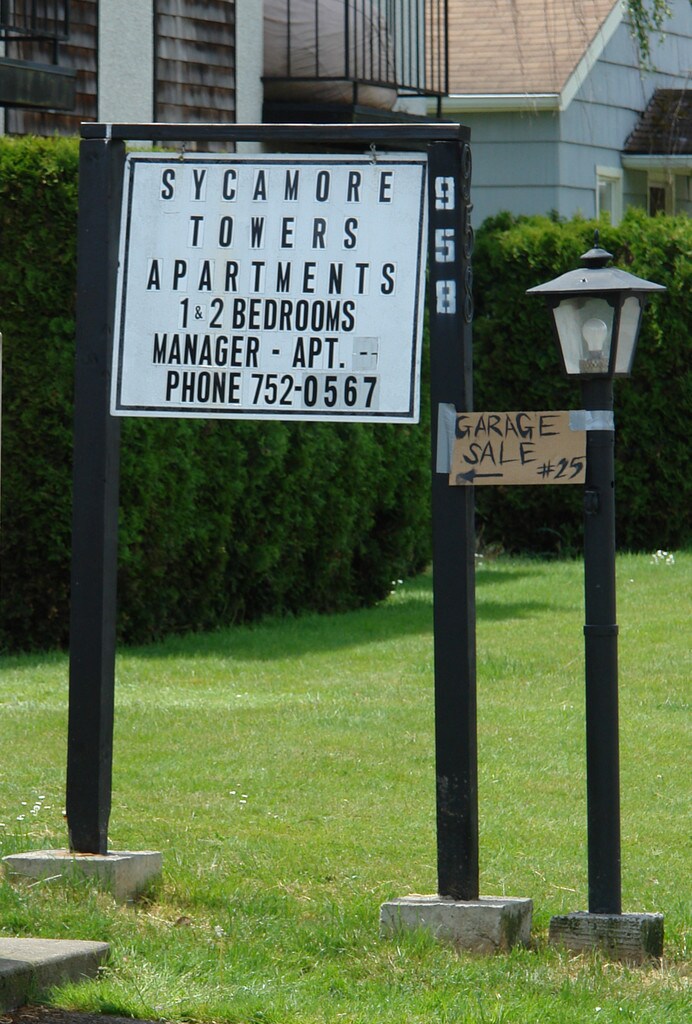 SYCAMORE
TOWERS
APARTMENTS
1 & 2 BEDROOMS
MANAGER - APT. --
PHONE 752-0567
958
GARAGE
SALE
#25